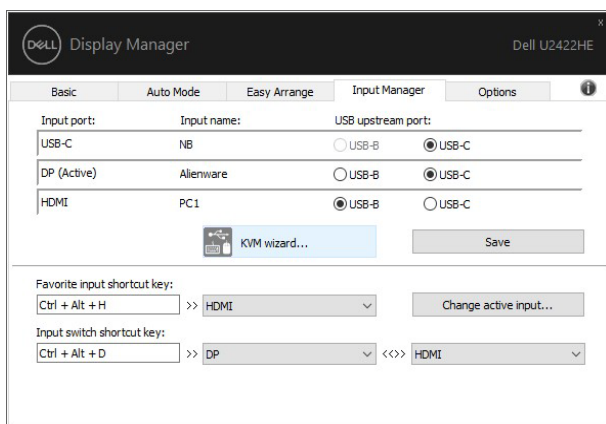 x
DELL Display Manager Dell U2422HE
Basic Auto Mode Easy Arrange Input Manager Options i
Input port: Input name: USB upstream port:
USB-C NB USB-B USB-C
DP (Active) Alienware USB-B USB-C
HDMI PC1 USB-B USB-C
KVM wizard... Save
Favorite input shortcut key:
Ctrl + Alt + H >> HDMI Change active input...
Input switch shortcut key:
Ctrl + Alt + D >> DP <<>> HDMI